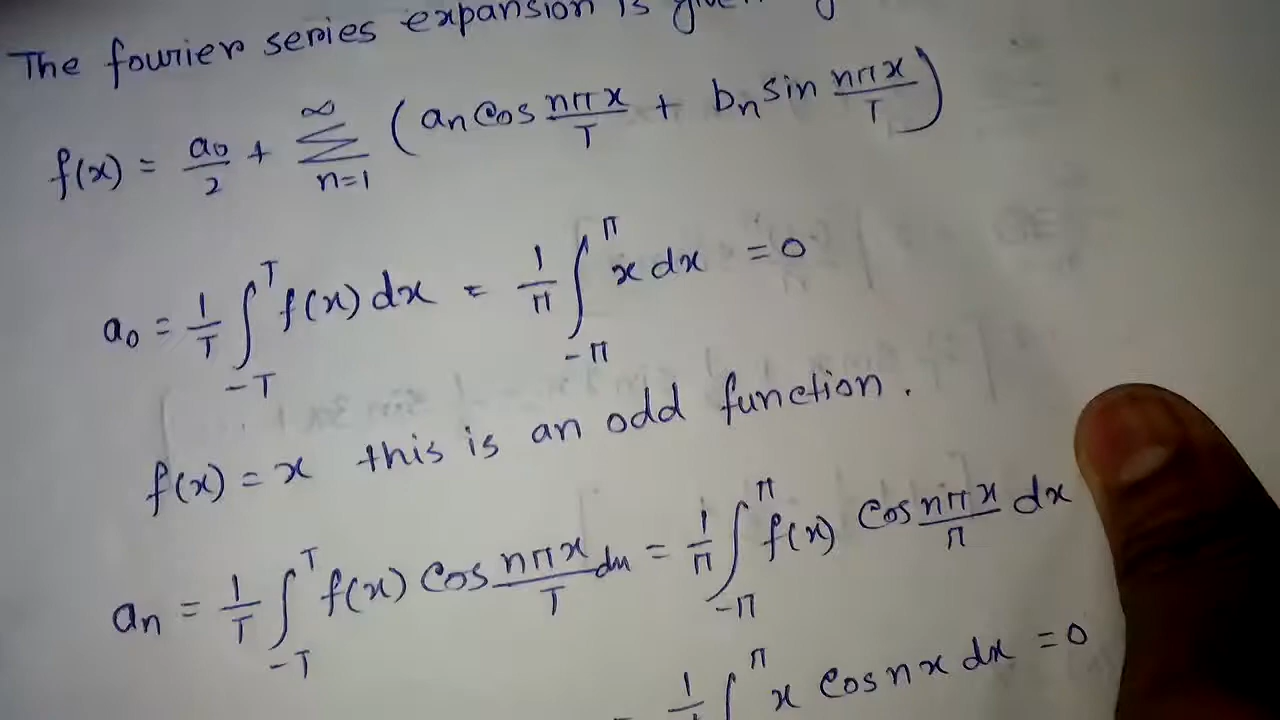 The fourier series expansion is given
f(x) = a₀/2 + ∞ Σ n=1 (an Cos nπx/T + bn Sin nπx/T)
a₀ = 1/T ∫_{-T}^{T} f(x) dx = 1/π ∫_{-π}^{π} x dx = 0
f(x) = x this is an odd function.
an = 1/T ∫_{-T}^{T} f(x) Cos nπx/T dx = 1/π ∫_{-π}^{π} f(x) Cos nπx/π dx
∫^{π} x Cos nx dx = 0